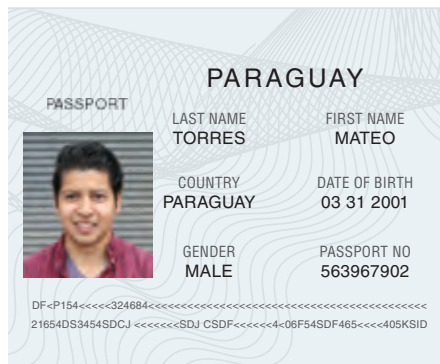 PARAGUAY
PASSPORT
LAST NAME FIRST NAME
TORRES MATEO
COUNTRY DATE OF BIRTH
PARAGUAY 03 31 2001
GENDER PASSPORT NO
MALE 563967902
DF<P154<<<<<324684<<<<<<<<<<<<<<<<<<<<<<<<<<<<<<<<<<<<<<<<<<
21654DS3454SDCJ <<<<<<<SDJ CSDF<<<<<<4<06F54SDF465<<<<405KSID